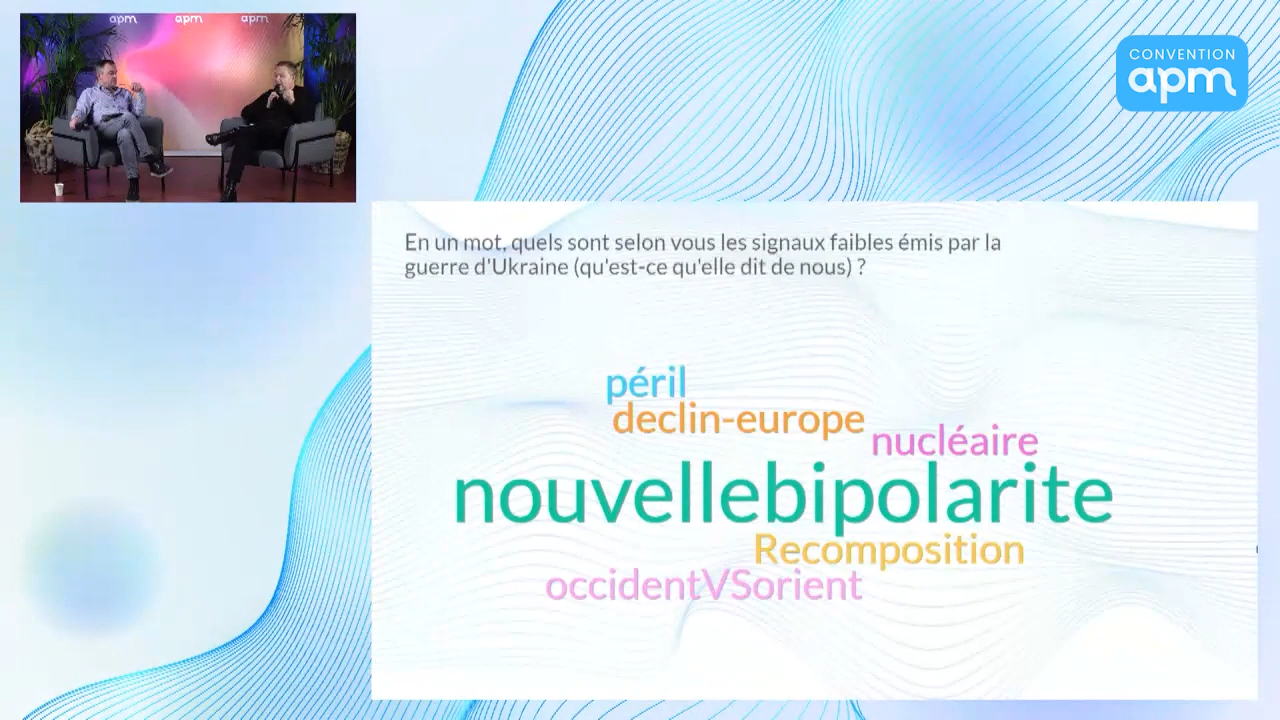 apm apm apm
CONVENTION
apm
En un mot, quels sont selon vous les signaux faibles émis par la
guerre d'Ukraine (qu'est-ce qu'elle dit de nous) ?
péril
declin-europe
nucléaire
nouvellebipolarite
Recomposition
occidentVSorient